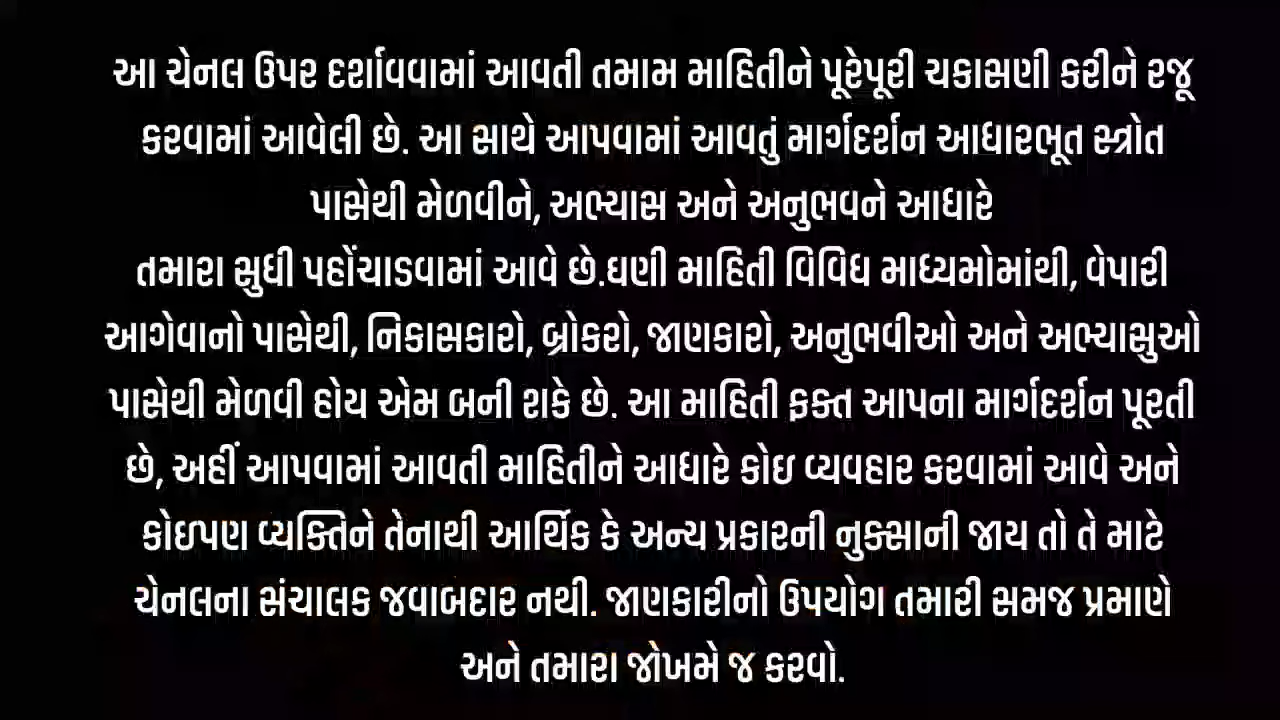 આ ચેનલ ઉપર દર્શાવવામાં આવતી તમામ માહિતીને પૂરેપૂરી ચકાસણી કરીને રજૂ
કરવામાં આવેલી છે. આ સાથે આપવામાં આવતું માર્ગદર્શન આધારભૂત સ્ત્રોત
પાસેથી મેળવીને, અભ્યાસ અને અનુભવને આધારે
તમારા સુધી પહોંચાડવામાં આવે છે.ઘણી માહિતી વિવિધ માધ્યમોમાંથી, વેપારી
આગેવાનો પાસેથી, નિકાસકારો, બ્રોકરો, જાણકારો, અનુભવીઓ અને અભ્યાસુઓ
પાસેથી મેળવી હોય એમ બની શકે છે. આ માહિતી ફક્ત આપના માર્ગદર્શન પૂરતી
છે, અહીં આપવામાં આવતી માહિતીને આધારે કોઇ વ્યવહાર કરવામાં આવે અને
કોઇપણ વ્યક્તિને તેનાથી આર્થિક કે અન્ય પ્રકારની નુક્સાની જાય તો તે માટે
ચેનલના સંચાલક જવાબદાર નથી. જાણકારીનો ઉપયોગ તમારી સમજ પ્રમાણે
અને તમારા જોખમે જ કરવો.